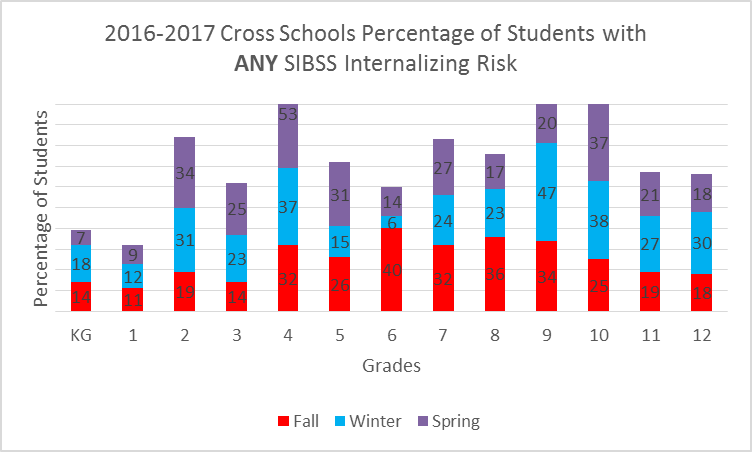 2016-2017 Cross Schools Percentage of Students with
ANY SIBSS Internalizing Risk
Percentage of Students
7 9 34 25 53 31 14 27 17 20 37 21 18
18 12 31 23 37 15 6 24 23 47 38 27 30
14 11 19 14 32 26 40 32 36 34 25 19 18
KG 1 2 3 4 5 6 7 8 9 10 11 12
Grades
Fall Winter Spring